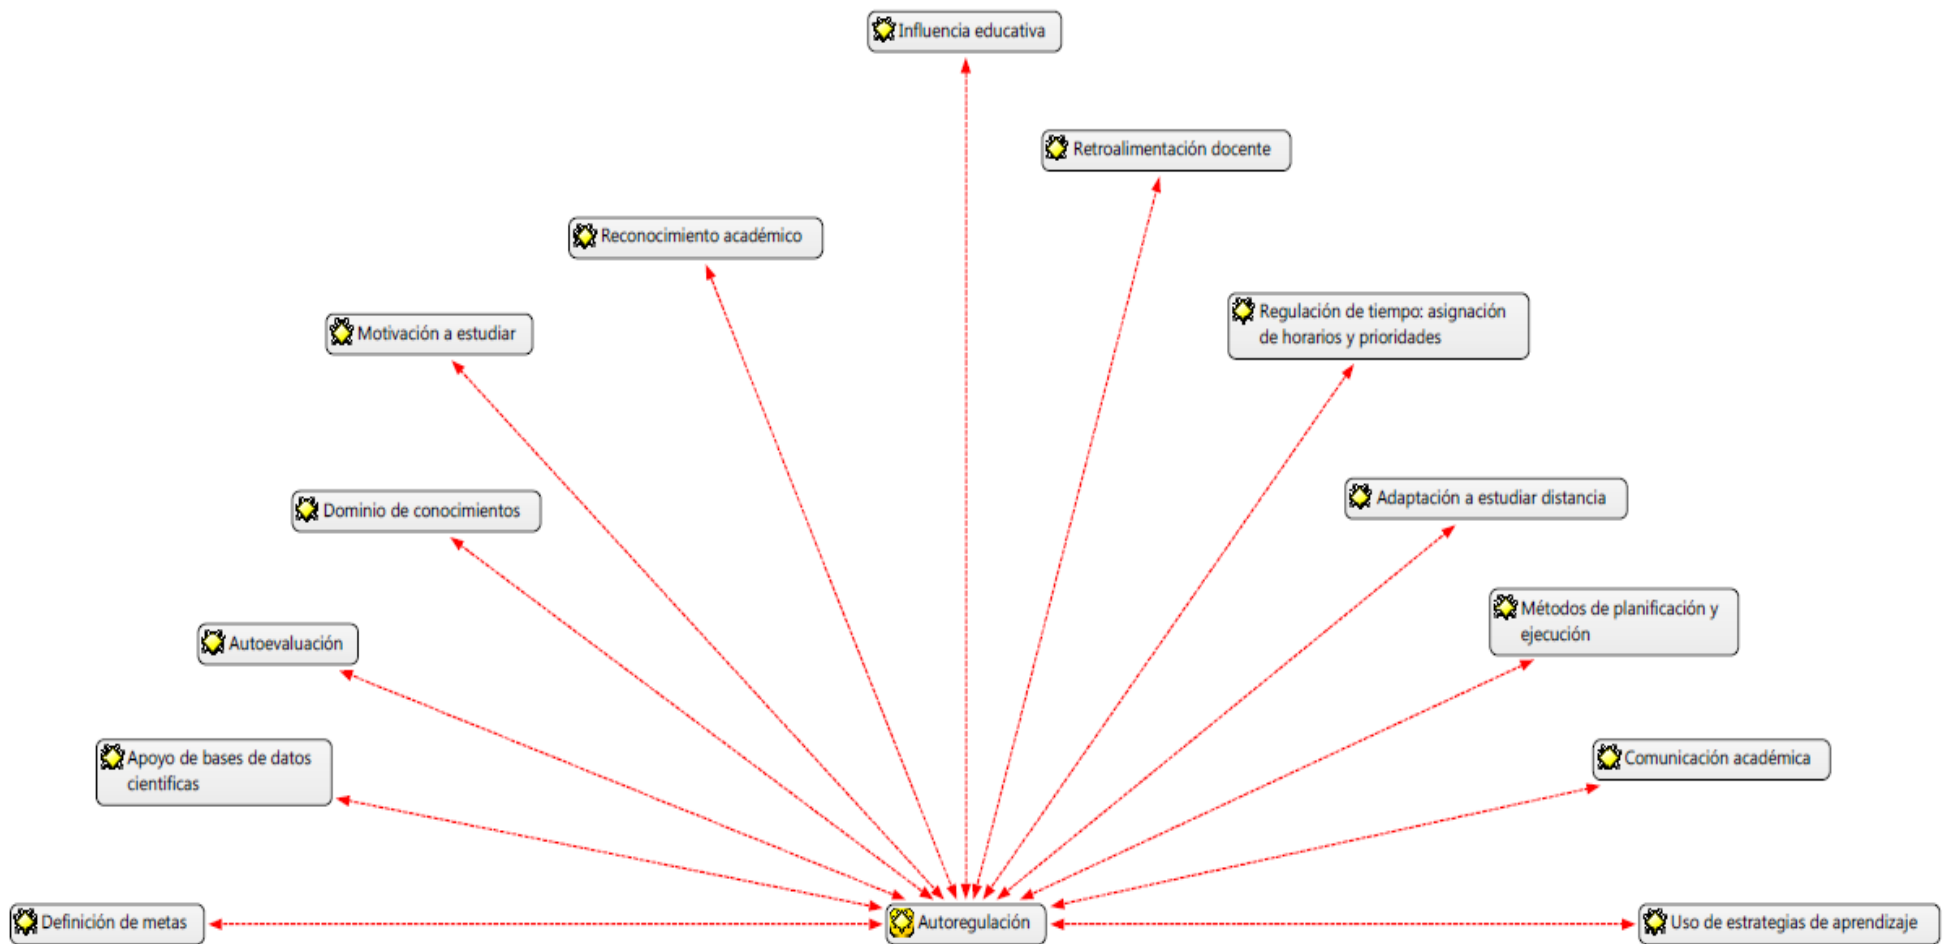 Influencia educativa
Retroalimentación docente
Reconocimiento académico
Regulación de tiempo: asignación
de horarios y prioridades
Motivación a estudiar
Adaptación a estudiar distancia
Dominio de conocimientos
Métodos de planificación y
ejecución
Autoevaluación
Apoyo de bases de datos
cientificas
Comunicación académica
Definición de metas
Autoregulación
Uso de estrategias de aprendizaje